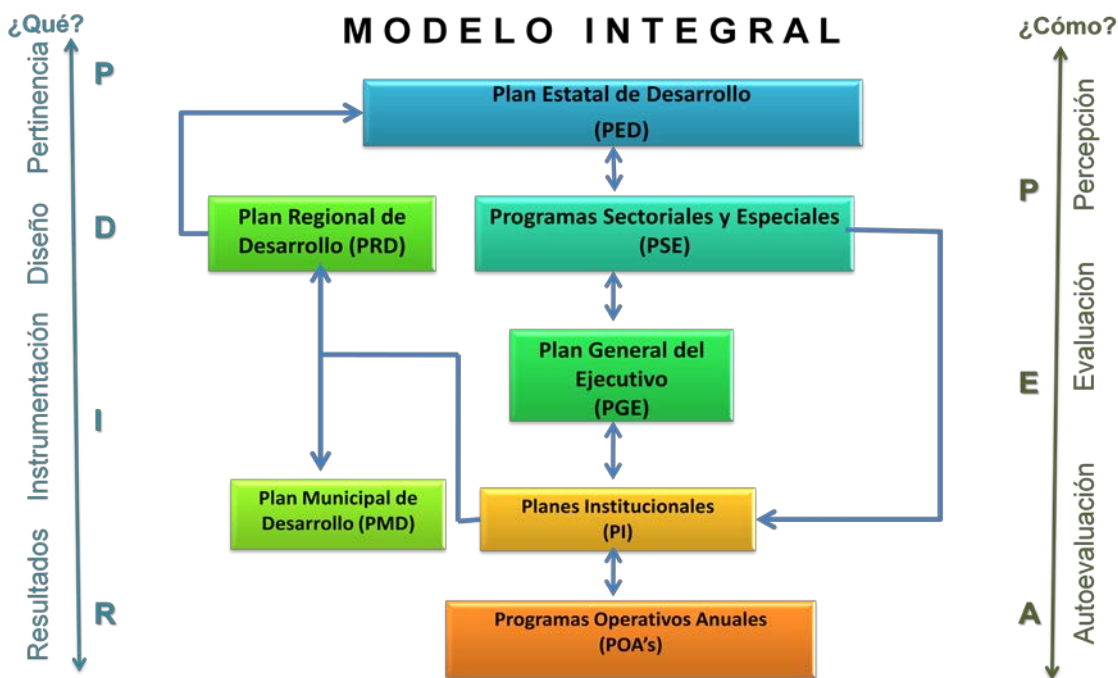 ¿Qué?
MODELO INTEGRAL
¿Cómo?
Pertinencia
P
Plan Estatal de Desarrollo
(PED)
Percepción
P
Diseño
D
Plan Regional de
Desarrollo (PRD)
Programas Sectoriales y Especiales
(PSE)
Instrumentación
I
Plan General del
Ejecutivo
(PGE)
E
Evaluación
Plan Municipal de
Desarrollo (PMD)
Planes Institucionales
(PI)
Resultados
R
Programas Operativos Anuales
(POA's)
A
Autoevaluación